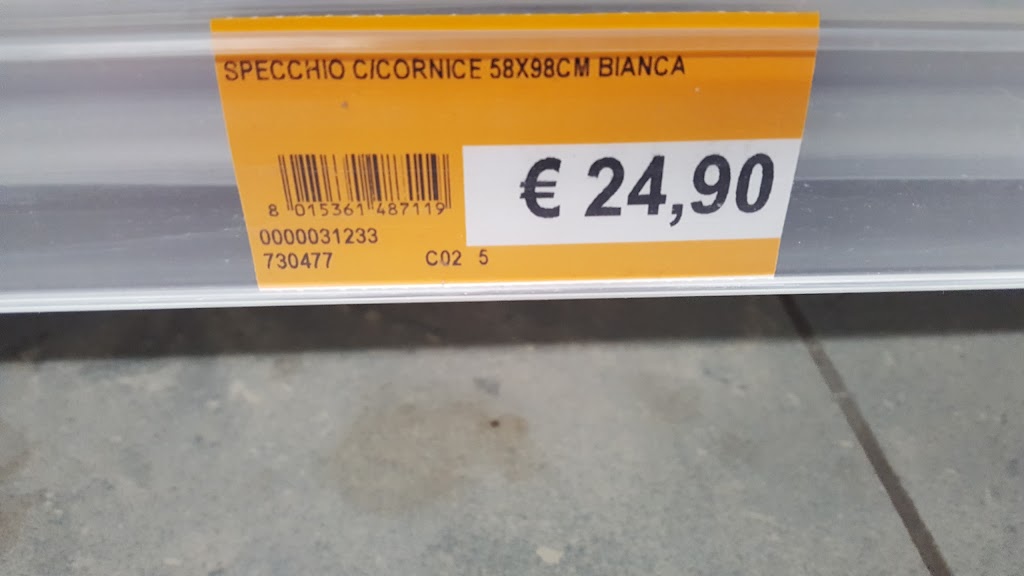 SPECCHIO C/CORNICE 58X98CM BIANCA
€ 24,90
8 015361 487119
0000031233
730477 C02 5